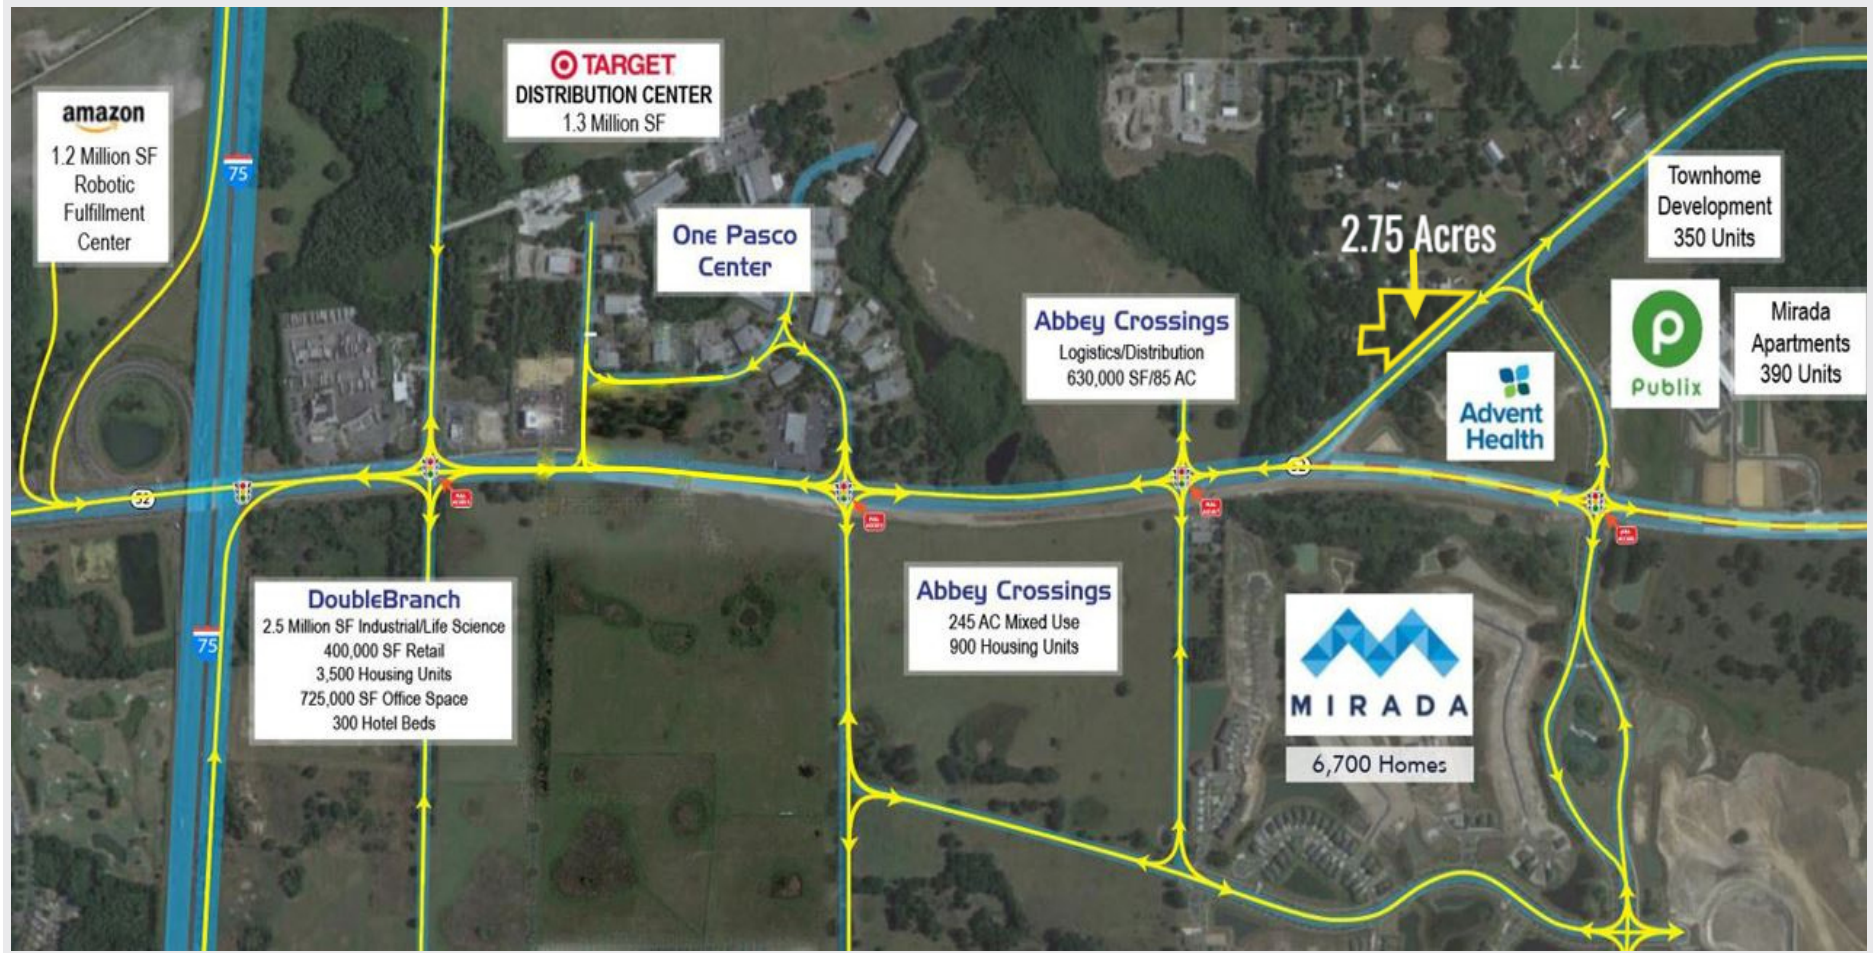 amazon
1.2 Million SF
Robotic
Fulfillment
Center
75
TARGET
DISTRIBUTION CENTER
1.3 Million SF
One Pasco
Center
2.75 Acres
Townhome
Development
350 Units
Abbey Crossings
Logistics/Distribution
630,000 SF/85 AC
Advent
Health
P
Publix
Mirada
Apartments
390 Units
52
52
75
DoubleBranch
2.5 Million SF Industrial/Life Science
400,000 SF Retail
3,500 Housing Units
725,000 SF Office Space
300 Hotel Beds
Abbey Crossings
245 AC Mixed Use
900 Housing Units
MIRADA
6,700 Homes